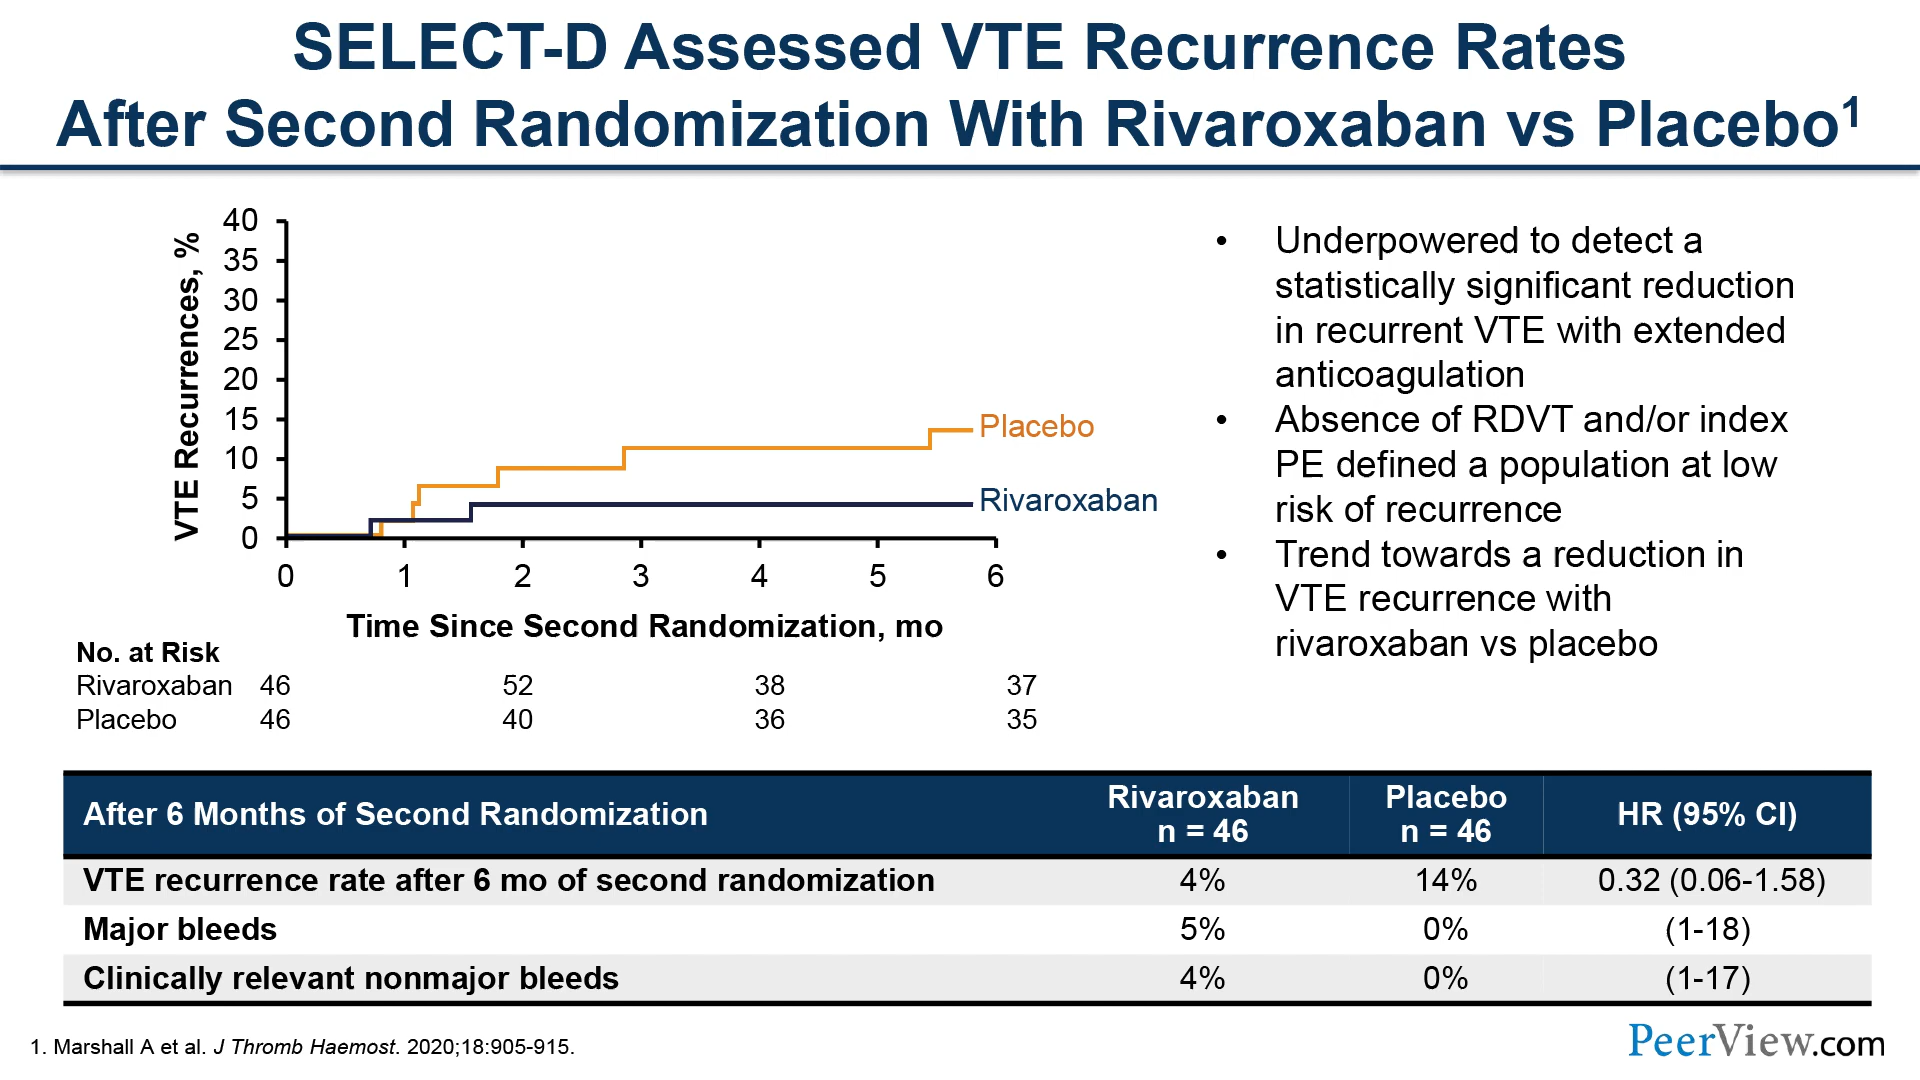 SELECT-D Assessed VTE Recurrence Rates
After Second Randomization With Rivaroxaban vs Placebo1
VTE Recurrences, %
40
35
30
25
20
15
10
5
0
Placebo
Rivaroxaban
0 1 2 3 4 5 6
Time Since Second Randomization, mo
No. at Risk
Rivaroxaban 46 52 38 37
Placebo 46 40 36 35
• Underpowered to detect a
statistically significant reduction
in recurrent VTE with extended
anticoagulation
• Absence of RDVT and/or index
PE defined a population at low
risk of recurrence
• Trend towards a reduction in
VTE recurrence with
rivaroxaban vs placebo
After 6 Months of Second Randomization Rivaroxaban n = 46 Placebo n = 46 HR (95% CI)
VTE recurrence rate after 6 mo of second randomization 4% 14% 0.32 (0.06-1.58)
Major bleeds 5% 0% (1-18)
Clinically relevant nonmajor bleeds 4% 0% (1-17)
1. Marshall A et al. J Thromb Haemost. 2020;18:905-915.
PeerView.com